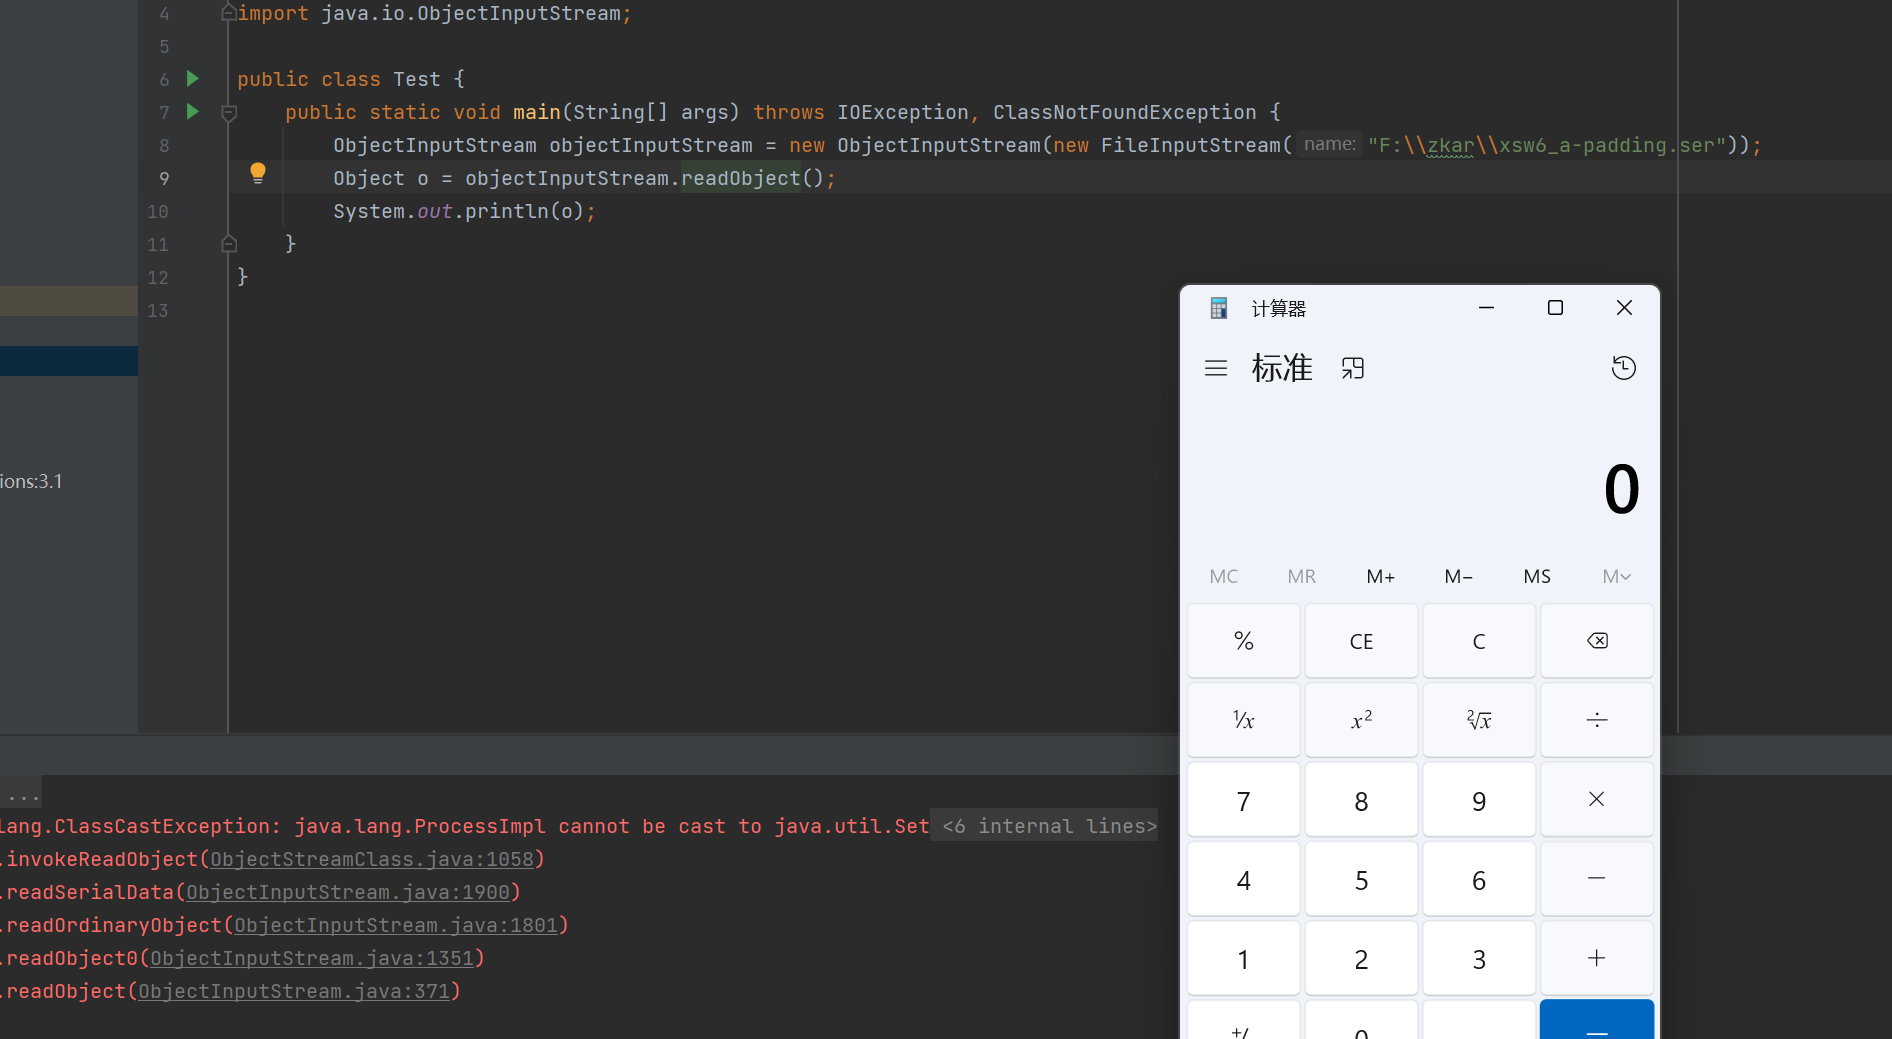 4 import java.io.ObjectInputStream;
5
6 public class Test {
7 public static void main(String[] args) throws IOException, ClassNotFoundException {
8 ObjectInputStream objectInputStream = new ObjectInputStream(new FileInputStream( name: "F:\\zkar\\xsw6_a-padding.ser"));
9 Object o = objectInputStream.readObject();
10 System.out.println(o);
11 }
12 }
13
ions:3.1
计算器
标准
0
MC MR M+ M− MS M
% CE C
¹/x x² ²√x ÷
7 8 9 ×
4 5 6 −
1 2 3 +
+/ 0
...
lang.ClassCastException: java.lang.ProcessImpl cannot be cast to java.util.Set <6 internal lines>
.invokeReadObject(ObjectStreamClass.java:1058)
.readSerialData(ObjectInputStream.java:1900)
.readOrdinaryObject(ObjectInputStream.java:1801)
.readObject0(ObjectInputStream.java:1351)
.readObject(ObjectInputStream.java:371)